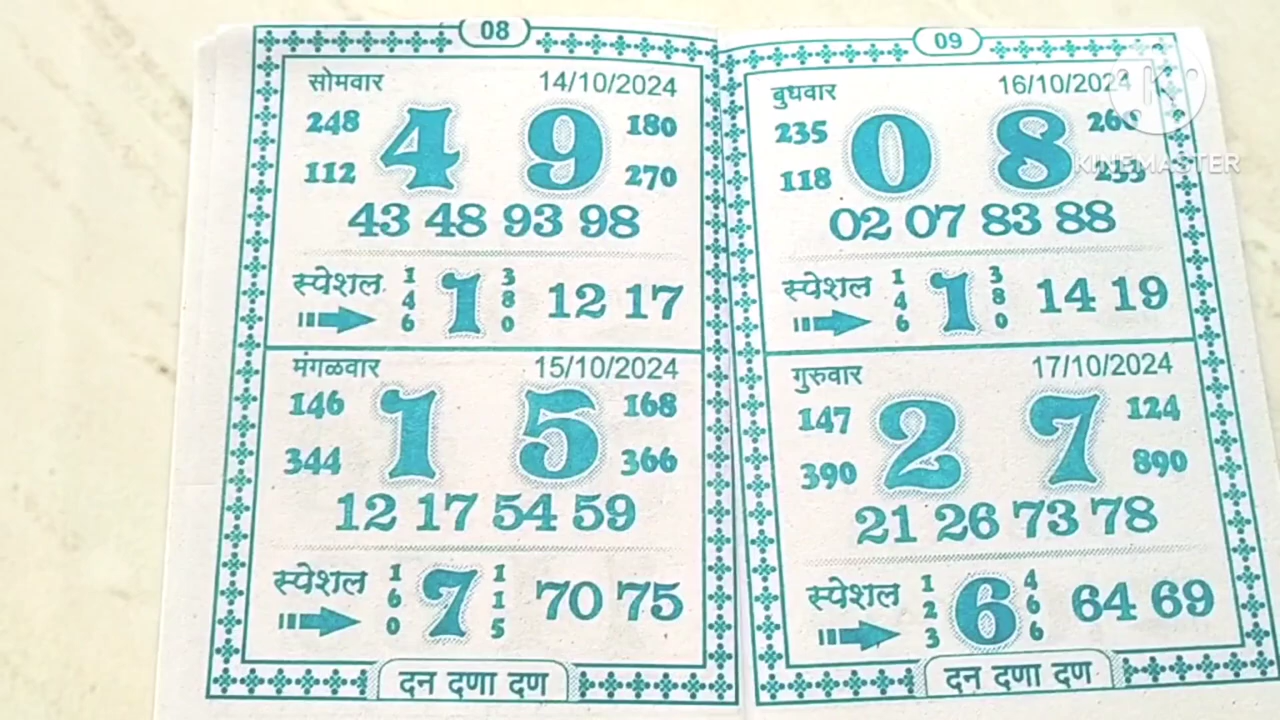 08
सोमवार 14/10/2024
248 4 9 180
112 270
43 48 93 98
स्पेशल 1 4 6 1 3 8 0 12 17
मंगळवार 15/10/2024
146 1 5 168
344 366
12 17 54 59
स्पेशल 1 6 0 7 1 1 5 70 75
दन दणा दण
09
बुधवार 16/10/2024
235 0 8
118
02 07 83 88
स्पेशल 1 4 6 1 3 8 0 14 19
गुरुवार 17/10/2024
147 2 7 124
390 890
21 26 73 78
स्पेशल 1 2 3 6 4 6 6 64 69
दन दणा दण
KINEMASTER